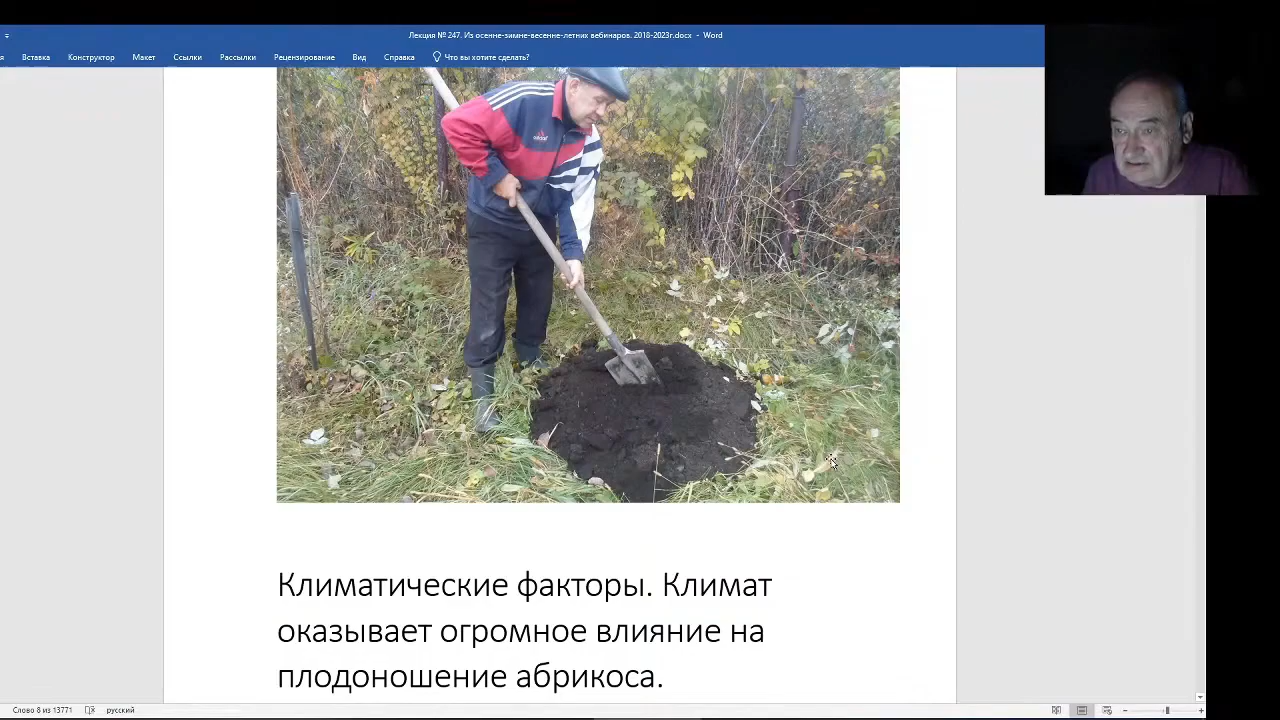 Лекция № 247. Из осенне-зимне-весенне-летних вебинаров. 2018-2023г.docx - Word
я Вставка Конструктор Макет Ссылки Рассылки Рецензирование Вид Справка Что вы хотите сделать?
adidas
Климатические факторы. Климат
оказывает огромное влияние на
плодоношение абрикоса.
Слово 8 из 13771 русский